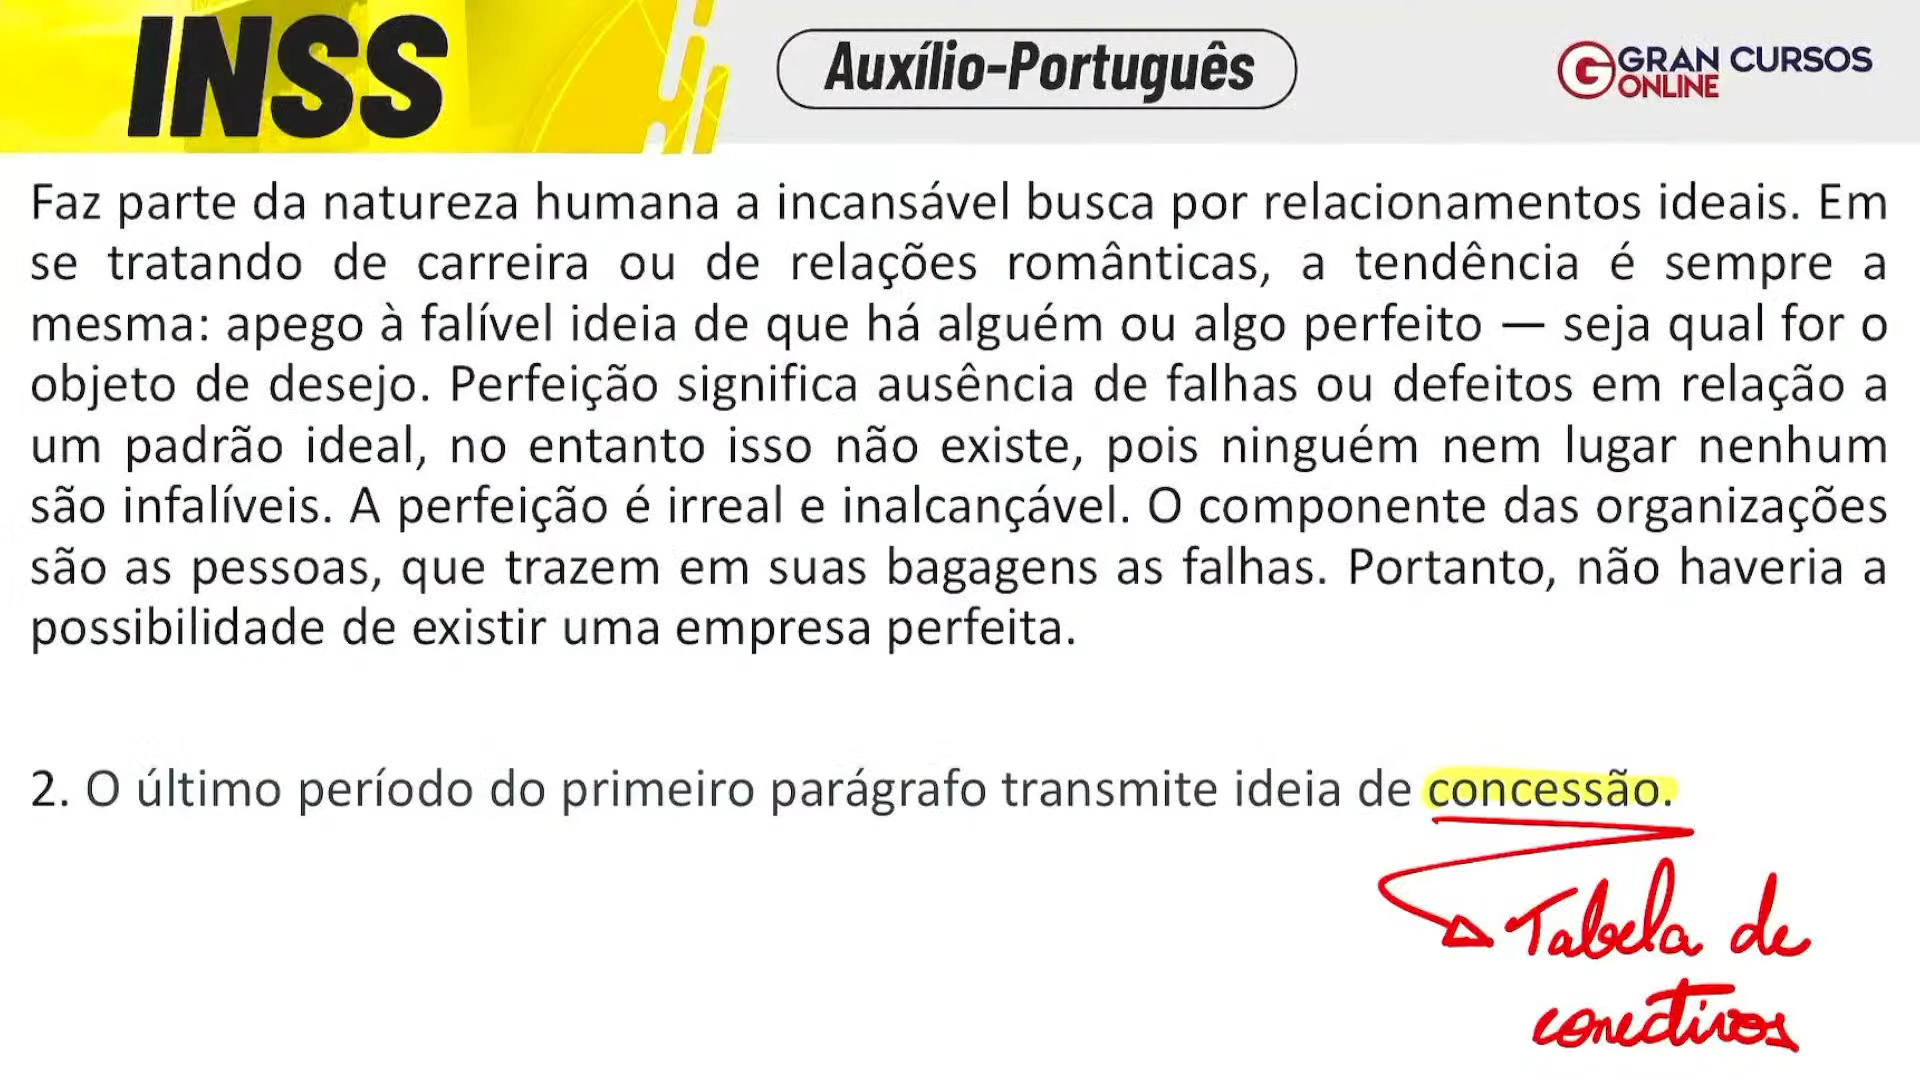 INSS
Auxílio-Português
GRAN CURSOS
ONLINE
Faz parte da natureza humana a incansável busca por relacionamentos ideais. Em
se tratando de carreira ou de relações românticas, a tendência é sempre a
mesma: apego à falível ideia de que há alguém ou algo perfeito — seja qual for o
objeto de desejo. Perfeição significa ausência de falhas ou defeitos em relação a
um padrão ideal, no entanto isso não existe, pois ninguém nem lugar nenhum
são infalíveis. A perfeição é irreal e inalcançável. O componente das organizações
são as pessoas, que trazem em suas bagagens as falhas. Portanto, não haveria a
possibilidade de existir uma empresa perfeita.
2. O último período do primeiro parágrafo transmite ideia de concessão.
Tabela de
conectivos